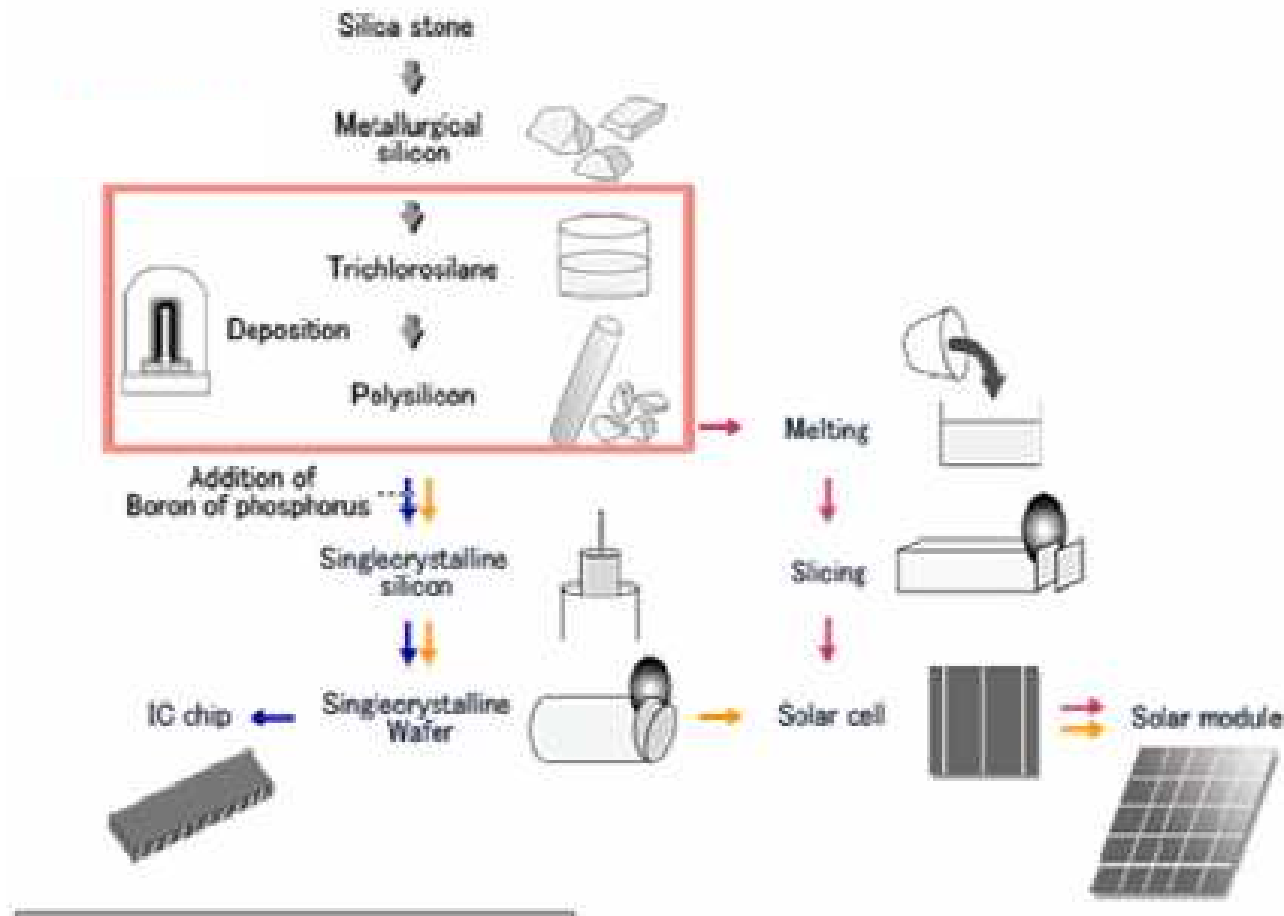 Silica stone
Metallurgical
silicon
Trichlorosilane
Deposition
Polysilicon
Melting
Addition of
Boron of phosphorus
Singlecrystalline
silicon
Slicing
IC chip
Singlecrystalline
Wafer
Solar cell
Solar module